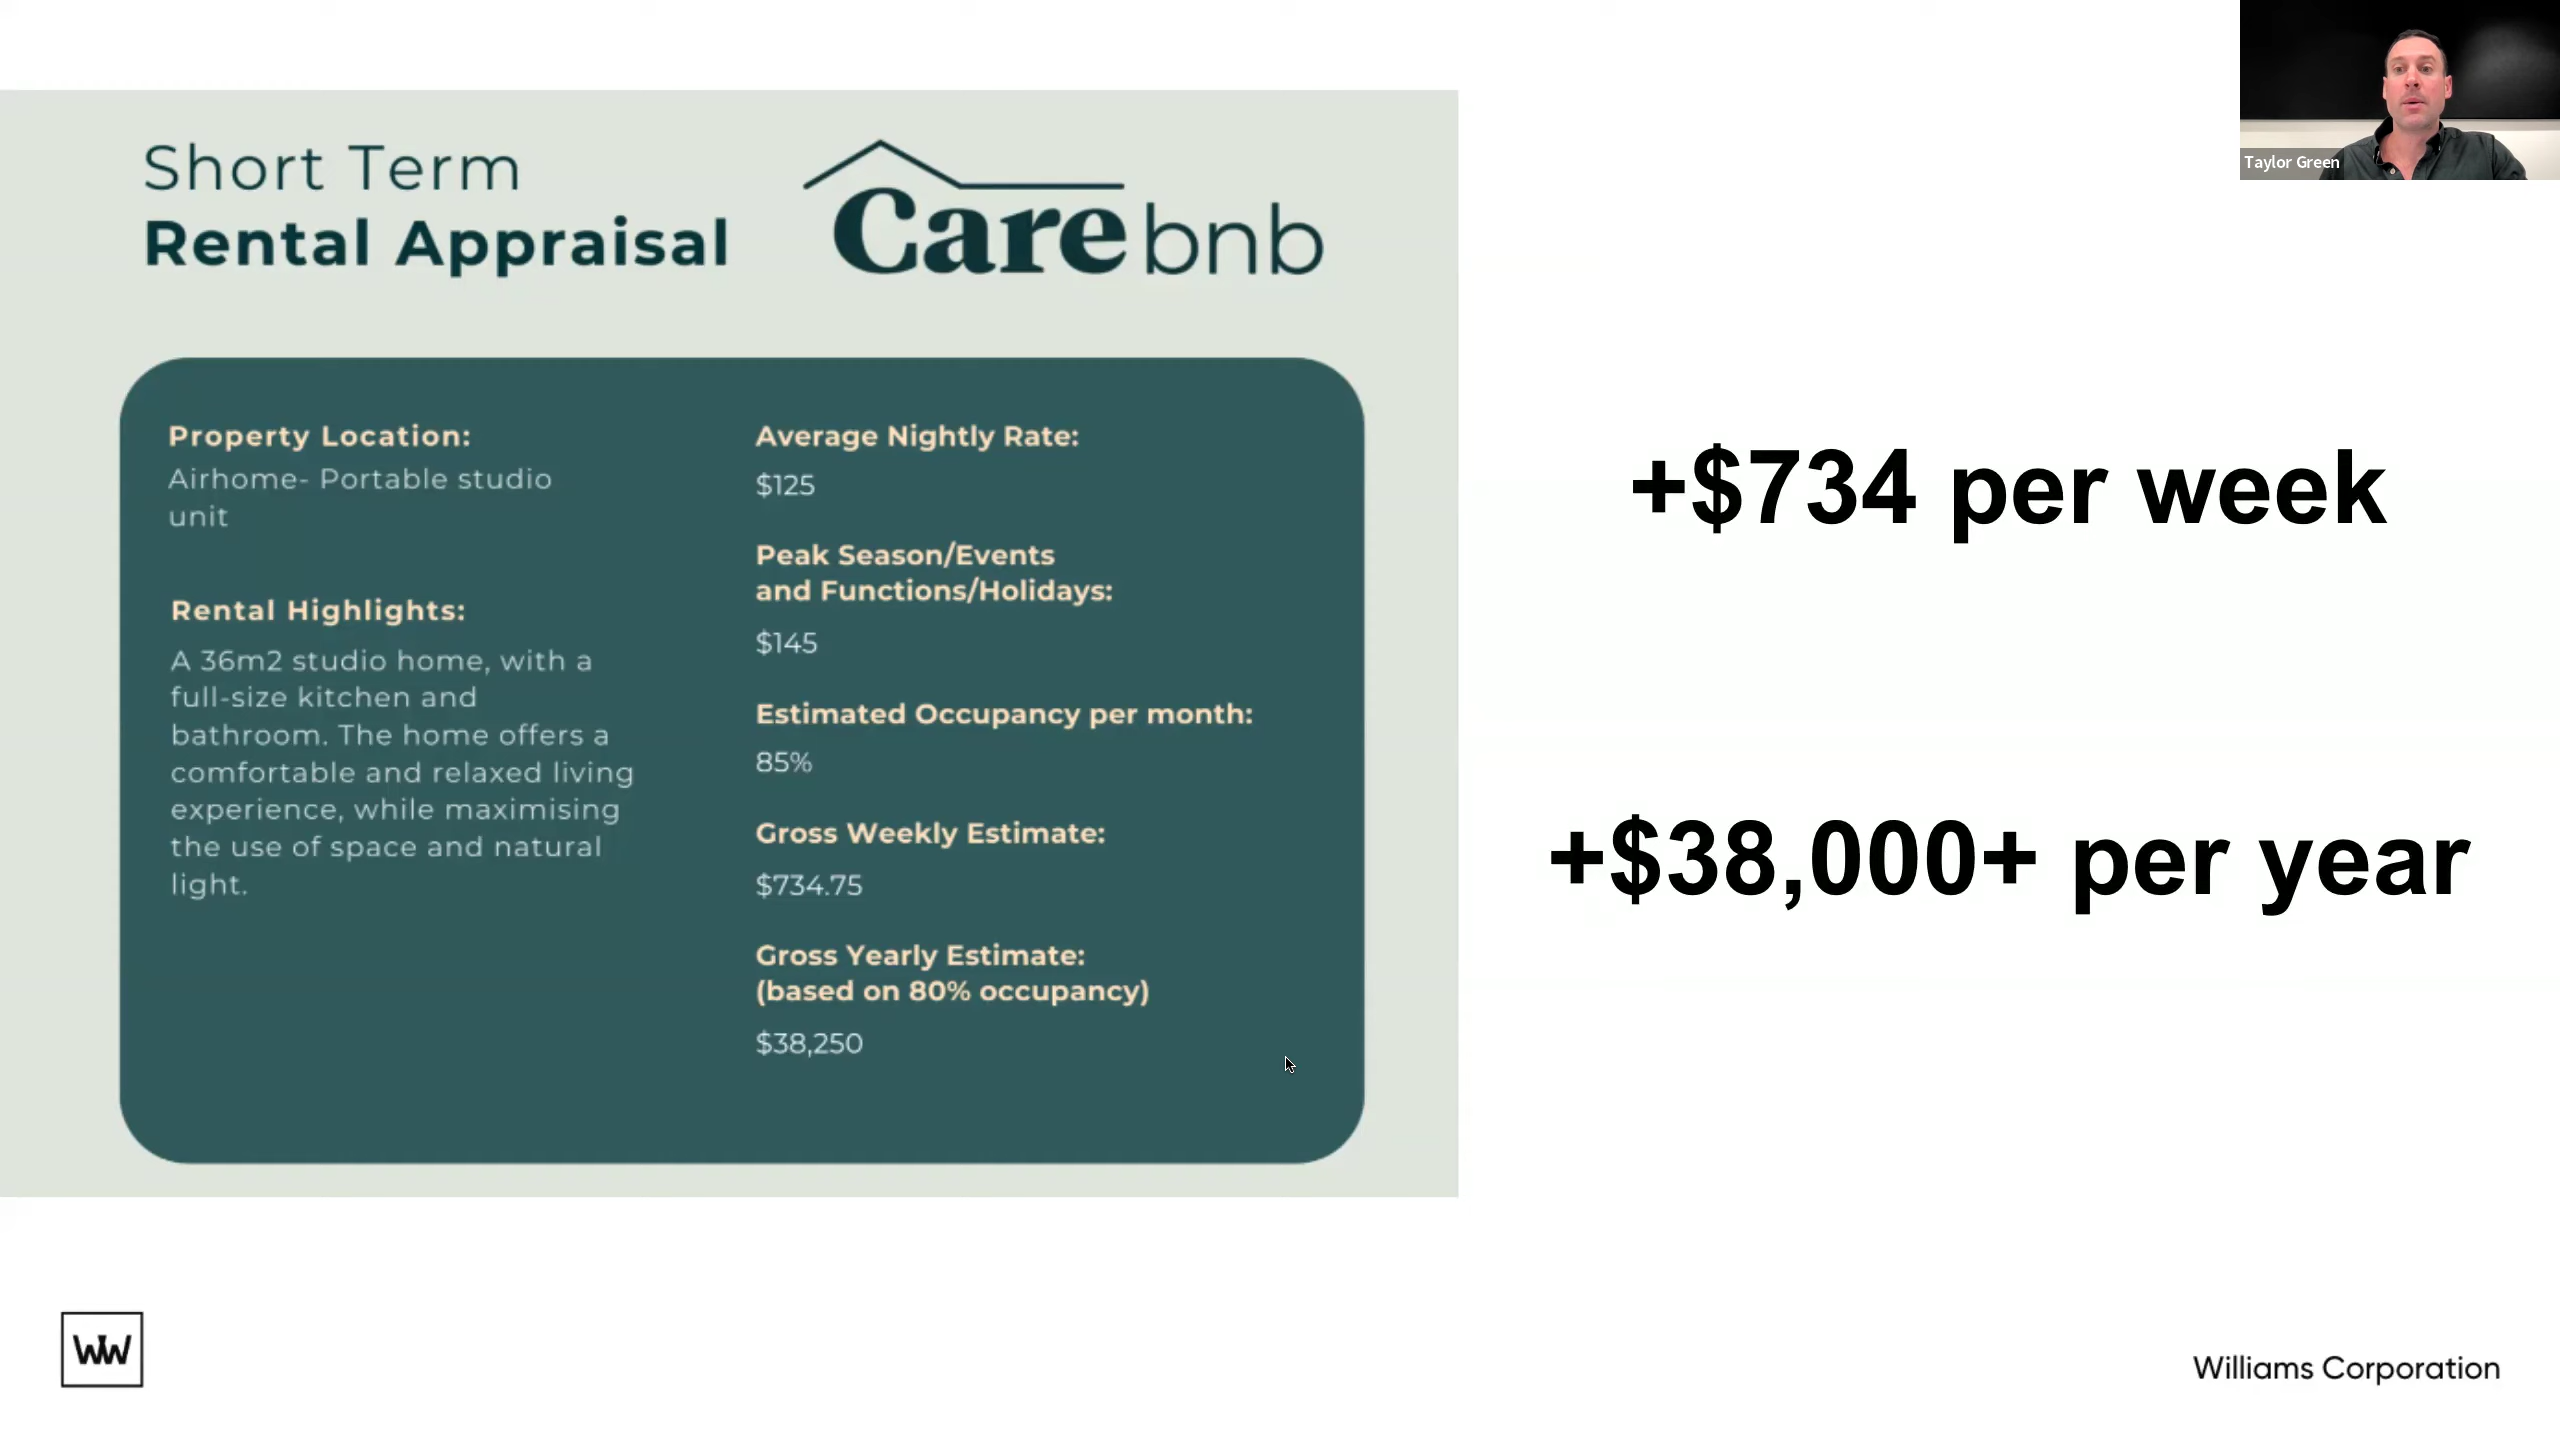 Short Term
Rental Appraisal
Care bnb
Property Location:
Airhome- Portable studio
unit
Rental Highlights:
A 36m2 studio home, with a
full-size kitchen and
bathroom. The home offers a
comfortable and relaxed living
experience, while maximising
the use of space and natural
light.
Average Nightly Rate:
$125
Peak Season/Events
and Functions/Holidays:
$145
Estimated Occupancy per month:
85%
Gross Weekly Estimate:
$734.75
Gross Yearly Estimate:
(based on 80% occupancy)
$38,250
+$734 per week
+$38,000+ per year
Taylor Green
WW
Williams Corporation